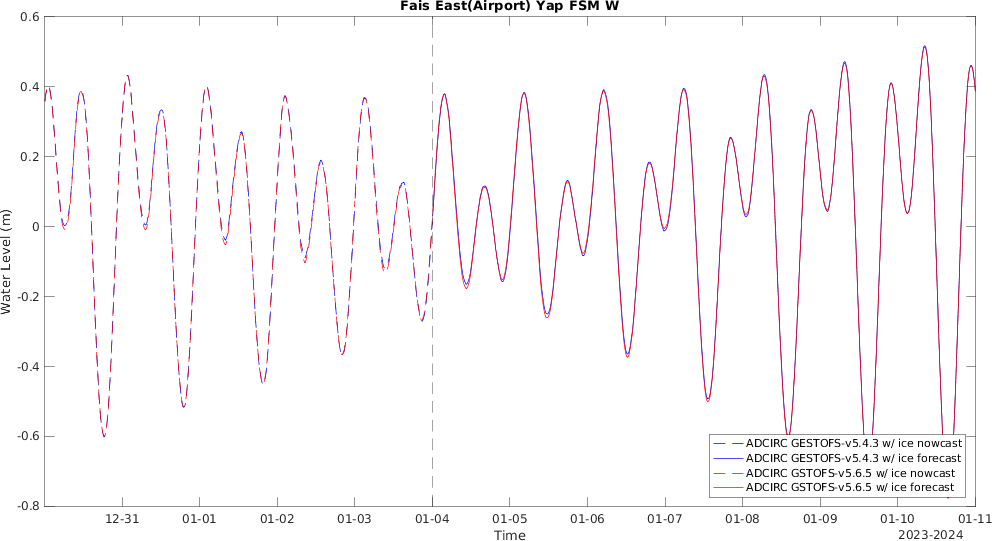 Fais East(Airport) Yap FSM W
0.6
0.4
0.2
0
-0.2
-0.4
-0.6
-0.8
Water Level (m)
ADCIRC GESTOFS-v5.4.3 w/ ice nowcast
ADCIRC GESTOFS-v5.4.3 w/ ice forecast
ADCIRC GSTOFS-v5.6.5 w/ ice nowcast
ADCIRC GSTOFS-v5.6.5 w/ ice forecast
12-31 01-01 01-02 01-03 01-04 01-05 01-06 01-07 01-08 01-09 01-10 01-11
Time
2023-2024